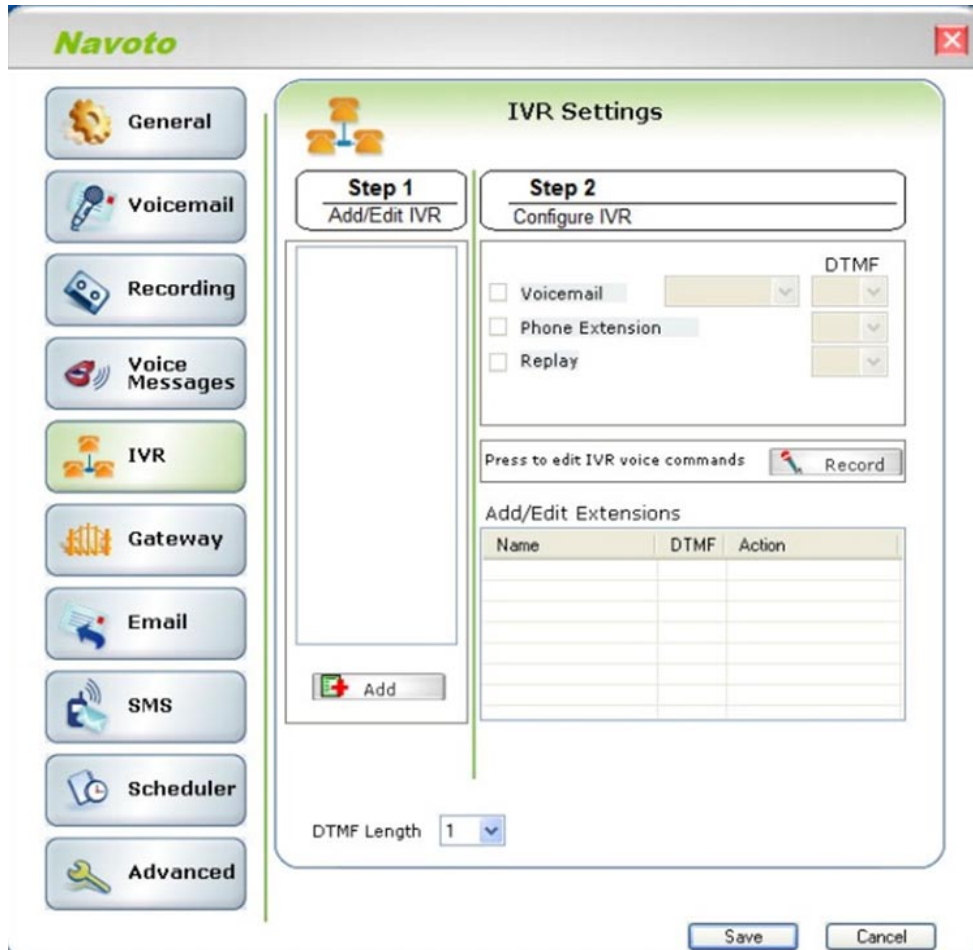 Navoto
General
Voicemail
Recording
Voice
Messages
IVR
Gateway
Email
SMS
Scheduler
Advanced
IVR Settings
Step 1
Add/Edit IVR
Step 2
Configure IVR
DTMF
Voicemail
Phone Extension
Replay
Press to edit IVR voice commands
Record
Add/Edit Extensions
Name DTMF Action
Add
DTMF Length 1
Save Cancel